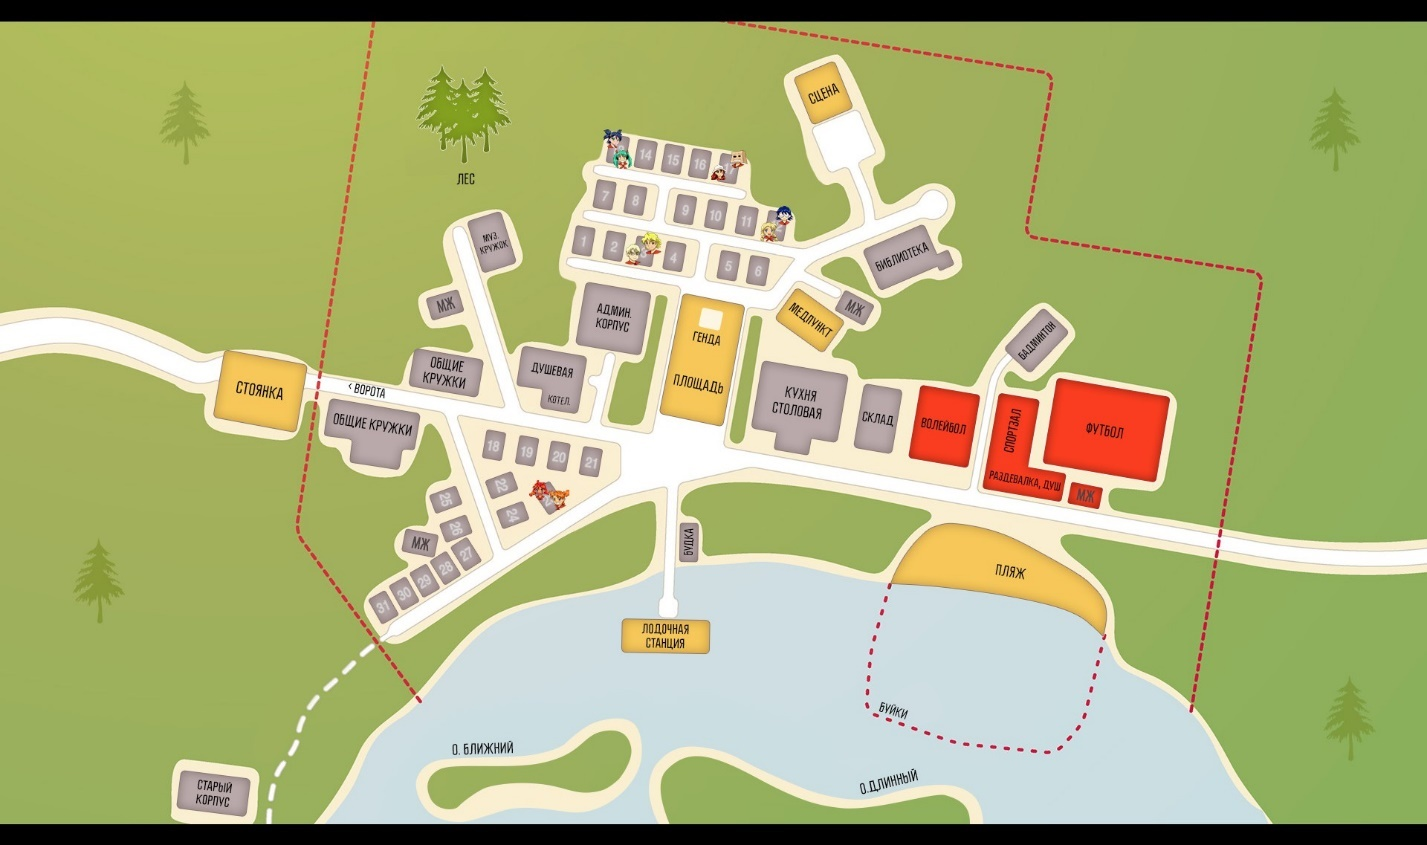 СЦЕНА
ЛЕС
14
15
16
7
8
9
10
11
1
2
4
5
6
МУЗ.
КРУЖОК
БИБЛИОТЕКА
МЖ
АДМИН.
КОРПУС
ГЕНДА
ПЛОЩАДЬ
МЕДПУНКТ
МЖ
БАДМИНТОН
СТОЯНКА
< ВОРОТА
ОБЩИЕ
КРУЖКИ
ДУШЕВАЯ
КОТЕЛ.
КУХНЯ
СТОЛОВАЯ
СКЛАД
ВОЛЕЙБОЛ
СПОРТЗАЛ
РАЗДЕВАЛКА, ДУШ
ФУТБОЛ
МЖ
ОБЩИЕ КРУЖКИ
18
19
20
21
22
24
25
26
МЖ
27
28
29
30
31
БУДКА
ПЛЯЖ
ЛОДОЧНАЯ
СТАНЦИЯ
БУЙКИ
О. БЛИЖНИЙ
О.ДЛИННЫЙ
СТАРЫЙ
КОРПУС